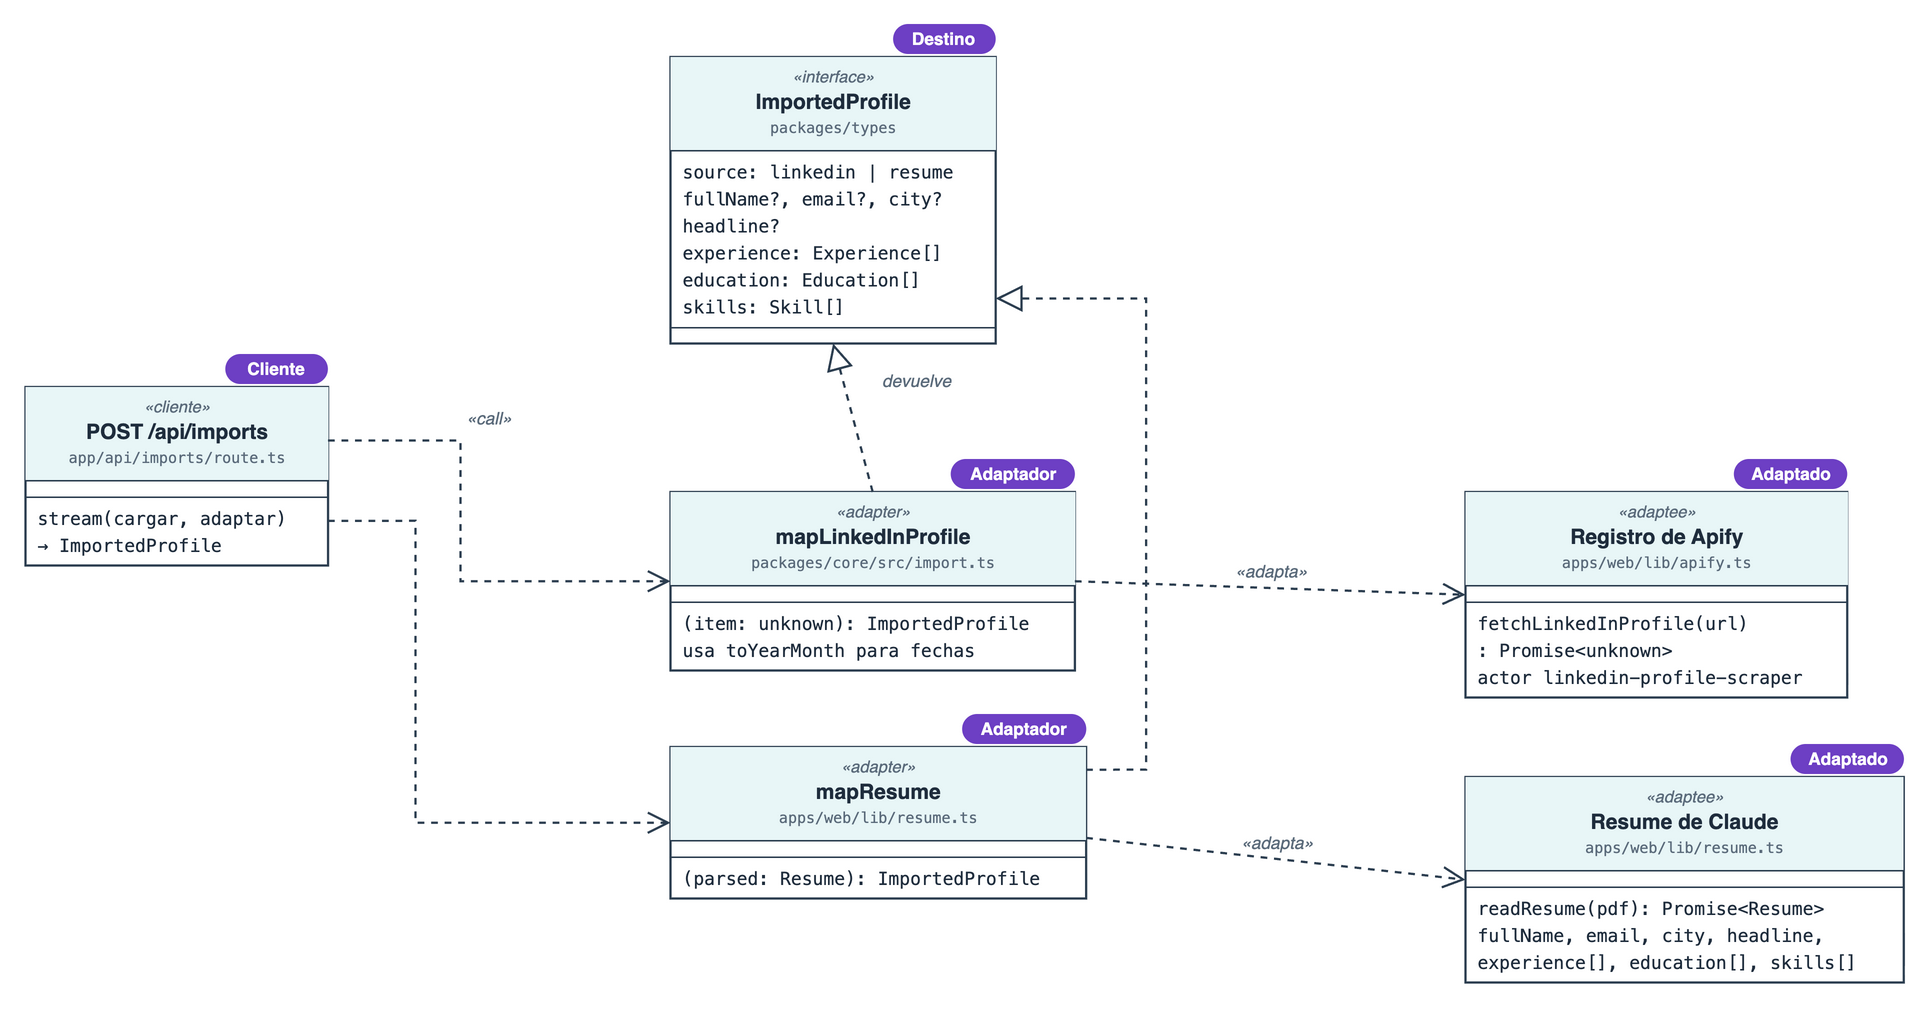 Destino
«interface»
ImportedProfile
packages/types
source: linkedin | resume
fullName?, email?, city?
headline?
experience: Experience[]
education: Education[]
skills: Skill[]
Cliente
«cliente»
POST /api/imports
app/api/imports/route.ts
stream(cargar, adaptar)
→ ImportedProfile
«call»
devuelve
Adaptador
«adapter»
mapLinkedInProfile
packages/core/src/import.ts
(item: unknown): ImportedProfile
usa toYearMonth para fechas
«adapta»
Adaptado
«adaptee»
Registro de Apify
apps/web/lib/apify.ts
fetchLinkedInProfile(url)
: Promise<unknown>
actor linkedin-profile-scraper
Adaptador
«adapter»
mapResume
apps/web/lib/resume.ts
(parsed: Resume): ImportedProfile
«adapta»
Adaptado
«adaptee»
Resume de Claude
apps/web/lib/resume.ts
readResume(pdf): Promise<Resume>
fullName, email, city, headline,
experience[], education[], skills[]